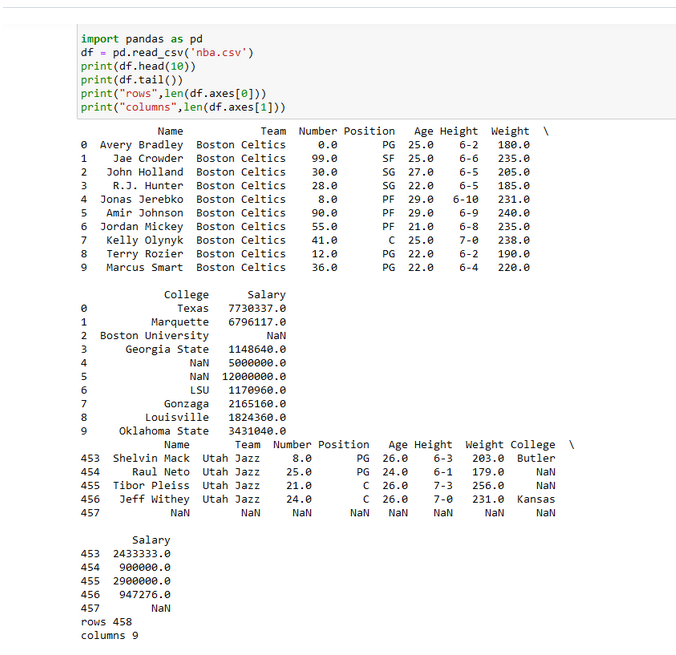 import pandas as pd
df = pd.read_csv('nba.csv')
print(df.head(10))
print(df.tail())
print("rows",len(df.axes[0]))
print("columns",len(df.axes[1]))
Name Team Number Position Age Height Weight \
0 Avery Bradley Boston Celtics 0.0 PG 25.0 6-2 180.0
1 Jae Crowder Boston Celtics 99.0 SF 25.0 6-6 235.0
2 John Holland Boston Celtics 30.0 SG 27.0 6-5 205.0
3 R.J. Hunter Boston Celtics 28.0 SG 22.0 6-5 185.0
4 Jonas Jerebko Boston Celtics 8.0 PF 29.0 6-10 231.0
5 Amir Johnson Boston Celtics 90.0 PF 29.0 6-9 240.0
6 Jordan Mickey Boston Celtics 55.0 PF 21.0 6-8 235.0
7 Kelly Olynyk Boston Celtics 41.0 C 25.0 7-0 238.0
8 Terry Rozier Boston Celtics 12.0 PG 22.0 6-2 190.0
9 Marcus Smart Boston Celtics 36.0 PG 22.0 6-4 220.0
College Salary
0 Texas 7730337.0
1 Marquette 6796117.0
2 Boston University NaN
3 Georgia State 1148640.0
4 NaN 5000000.0
5 NaN 12000000.0
6 LSU 1170960.0
7 Gonzaga 2165160.0
8 Louisville 1824360.0
9 Oklahoma State 3431040.0
Name Team Number Position Age Height Weight College \
453 Shelvin Mack Utah Jazz 8.0 PG 26.0 6-3 203.0 Butler
454 Raul Neto Utah Jazz 25.0 PG 24.0 6-1 179.0 NaN
455 Tibor Pleiss Utah Jazz 21.0 C 26.0 7-3 256.0 NaN
456 Jeff Withey Utah Jazz 24.0 C 26.0 7-0 231.0 Kansas
457 NaN NaN NaN NaN NaN NaN NaN NaN
Salary
453 2433333.0
454 900000.0
455 2900000.0
456 947276.0
457 NaN
rows 458
columns 9